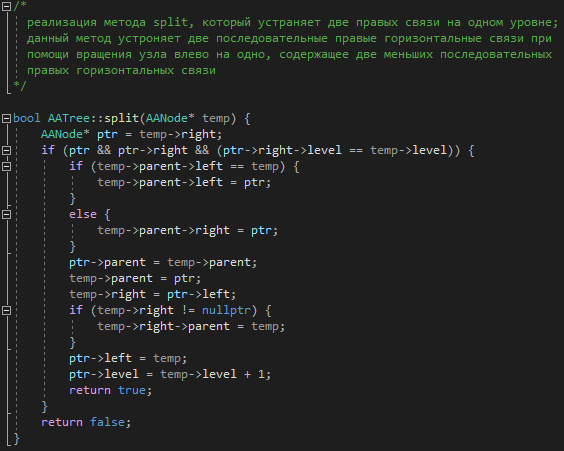 /*
реализация метода split, который устраняет две правых связи на одном уровне;
данный метод устроняет две последовательные правые горизонтальные связи при
помощи вращения узла влево на одно, содержащее две меньших последовательных
правых горизонтальных связи
*/
bool AATree::split(AANode* temp) {
    AANode* ptr = temp->right;
    if (ptr && ptr->right && (ptr->right->level == temp->level)) {
        if (temp->parent->left == temp) {
            temp->parent->left = ptr;
        }
        else {
            temp->parent->right = ptr;
        }
        ptr->parent = temp->parent;
        temp->parent = ptr;
        temp->right = ptr->left;
        if (temp->right != nullptr) {
            temp->right->parent = temp;
        }
        ptr->left = temp;
        ptr->level = temp->level + 1;
        return true;
    }
    return false;
}